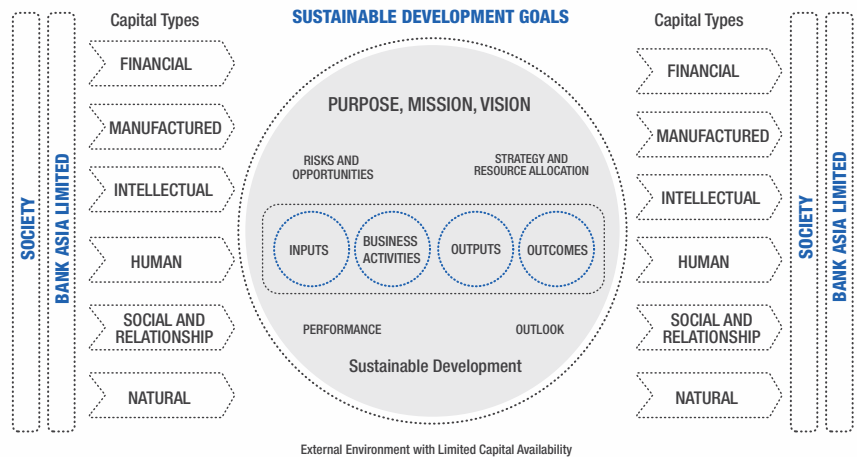 SUSTAINABLE DEVELOPMENT GOALS
SOCIETY
BANK ASIA LIMITED
Capital Types
FINANCIAL
MANUFACTURED
INTELLECTUAL
HUMAN
SOCIAL AND
RELATIONSHIP
NATURAL
PURPOSE, MISSION, VISION
RISKS AND
OPPORTUNITIES
STRATEGY AND
RESOURCE ALLOCATION
INPUTS
BUSINESS
ACTIVITIES
OUTPUTS
OUTCOMES
PERFORMANCE
OUTLOOK
Sustainable Development
Capital Types
FINANCIAL
MANUFACTURED
INTELLECTUAL
HUMAN
SOCIAL AND
RELATIONSHIP
NATURAL
SOCIETY
BANK ASIA LIMITED
External Environment with Limited Capital Availability